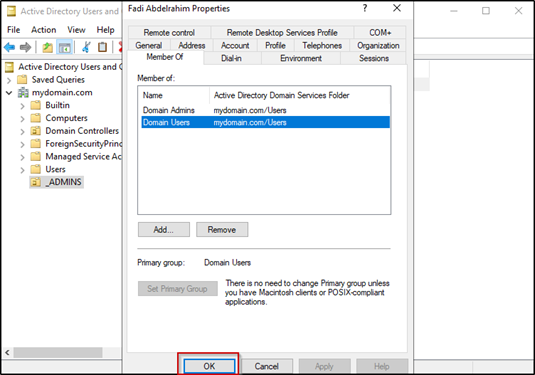 Active Directory Users and C
File Action View H
Active Directory Users and C
Saved Queries
mydomain.com
Builtin
Computers
Domain Controllers
ForeignSecurityPrinc
Managed Service Ac
Users
_ADMINS
Fadi Abdelrahim Properties
? X
Remote control Remote Desktop Services Profile COM+
General Address Account Profile Telephones Organization
Member Of Dial-in Environment Sessions
Member of:
Name Active Directory Domain Services Folder
Domain Admins mydomain.com/Users
Domain Users mydomain.com/Users
Add... Remove
Primary group: Domain Users
Set Primary Group
There is no need to change Primary group unless
you have Macintosh clients or POSIX-compliant
applications.
OK Cancel Apply Help